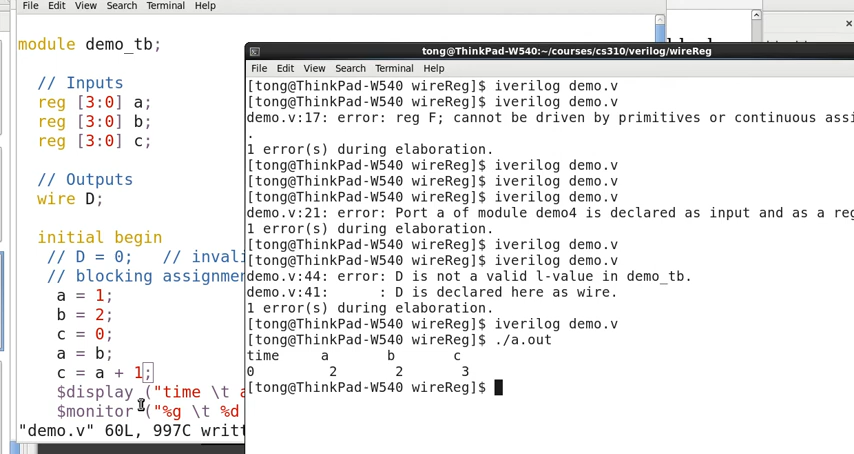 File Edit View Search Terminal Help
module demo_tb;
// Inputs
reg [3:0] a;
reg [3:0] b;
reg [3:0] c;
// Outputs
wire D;
initial begin
// D = 0; // invali
// blocking assignmen
a = 1;
b = 2;
c = 0;
a = b;
c = a + 1;
$display ("time \t a
$monitor ("%g \t %d
"demo.v" 60L, 997C writt
tong@ThinkPad-W540:~/courses/cs310/verilog/wireReg
File Edit View Search Terminal Help
[tong@ThinkPad-W540 wireReg]$ iverilog demo.v
[tong@ThinkPad-W540 wireReg]$ iverilog demo.v
demo.v:17: error: reg F; cannot be driven by primitives or continuous assi
.
1 error(s) during elaboration.
[tong@ThinkPad-W540 wireReg]$ iverilog demo.v
[tong@ThinkPad-W540 wireReg]$ iverilog demo.v
[tong@ThinkPad-W540 wireReg]$ iverilog demo.v
demo.v:21: error: Port a of module demo4 is declared as input and as a reg
1 error(s) during elaboration.
[tong@ThinkPad-W540 wireReg]$ iverilog demo.v
[tong@ThinkPad-W540 wireReg]$ iverilog demo.v
demo.v:44: error: D is not a valid l-value in demo_tb.
demo.v:41: : D is declared here as wire.
1 error(s) during elaboration.
[tong@ThinkPad-W540 wireReg]$ iverilog demo.v
[tong@ThinkPad-W540 wireReg]$ ./a.out
time a b c
0 2 2 3
[tong@ThinkPad-W540 wireReg]$